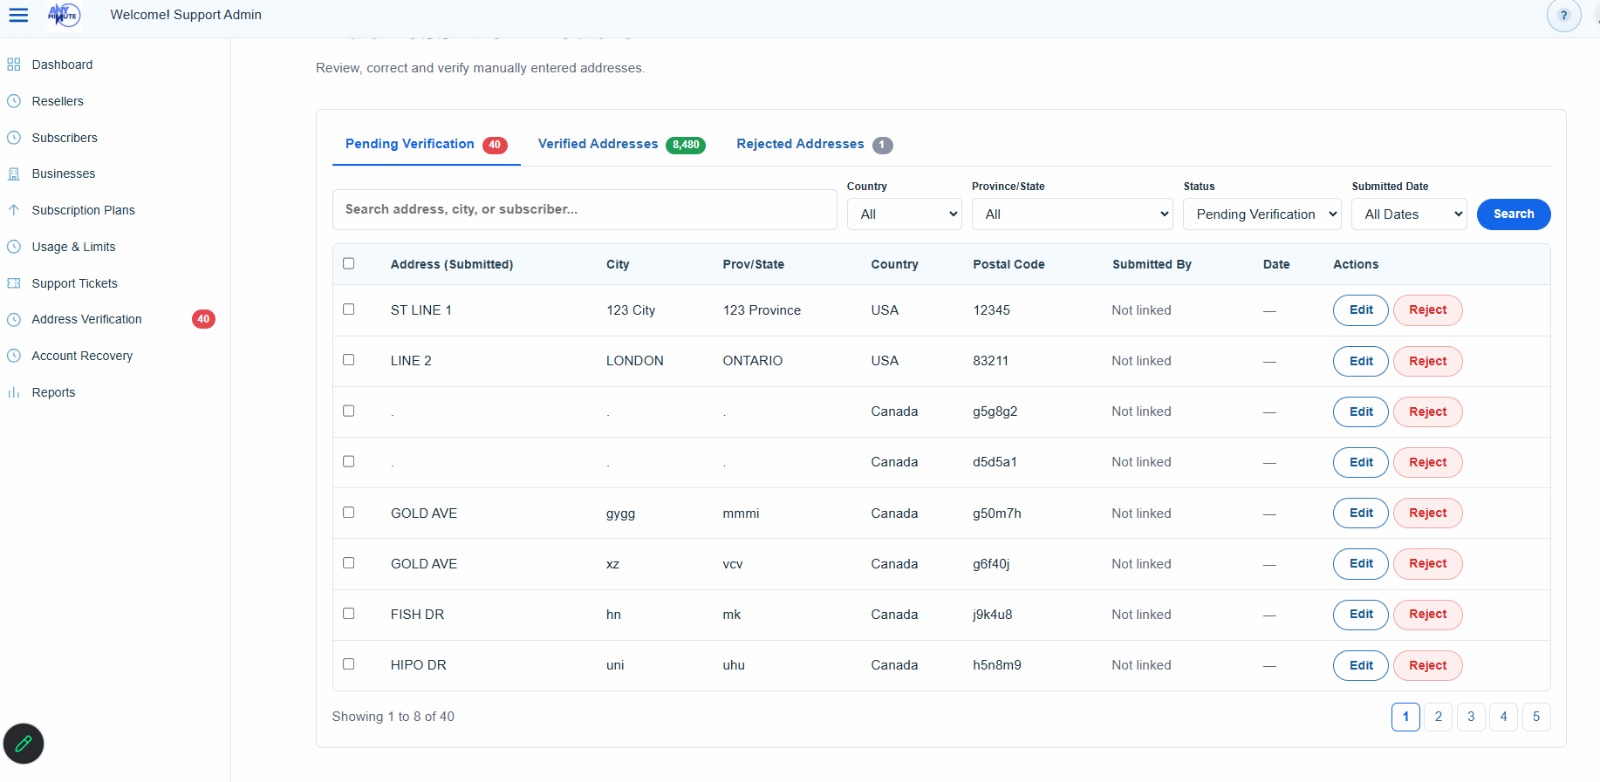 ANY MINUTE
Welcome! Support Admin
?
Dashboard
Resellers
Subscribers
Businesses
Subscription Plans
Usage & Limits
Support Tickets
Address Verification 40
Account Recovery
Reports
Review, correct and verify manually entered addresses.
Pending Verification 40 Verified Addresses 8,480 Rejected Addresses 1
Country Province/State Status Submitted Date
Search address, city, or subscriber... All All Pending Verification All Dates Search
Address (Submitted) City Prov/State Country Postal Code Submitted By Date Actions
ST LINE 1 123 City 123 Province USA 12345 Not linked — Edit Reject
LINE 2 LONDON ONTARIO USA 83211 Not linked — Edit Reject
. . . Canada g5g8g2 Not linked — Edit Reject
. . . Canada d5d5a1 Not linked — Edit Reject
GOLD AVE gygg mmmi Canada g50m7h Not linked — Edit Reject
GOLD AVE xz vcv Canada g6f40j Not linked — Edit Reject
FISH DR hn mk Canada j9k4u8 Not linked — Edit Reject
HIPO DR uni uhu Canada h5n8m9 Not linked — Edit Reject
Showing 1 to 8 of 40 1 2 3 4 5